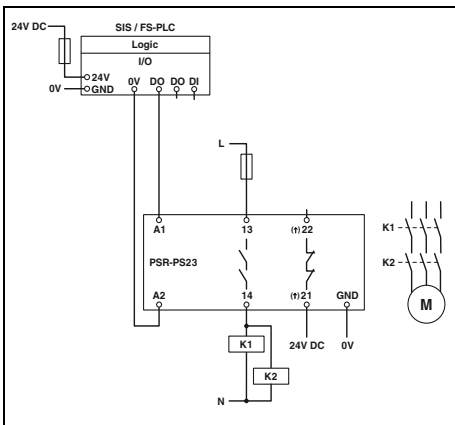 24V DC
SIS / FS-PLC
Logic
I/O
24V
0V DO DO DI
0V
GND
L
A1 13 (†) 22
K1
PSR-PS23
K2
A2 14 (†) 21 GND
M
K1
24V DC 0V
K2
N